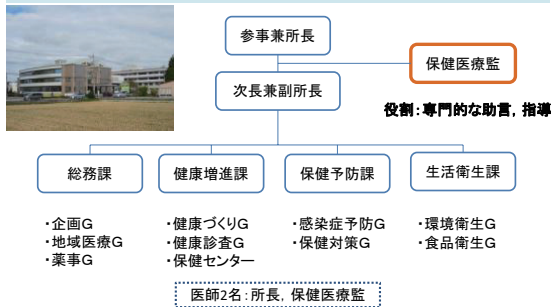 参事兼所長
保健医療監
次長兼副所長
役割：専門的な助言，指導
総務課
健康増進課
保健予防課
生活衛生課
・企画G
・地域医療G
・薬事G
・健康づくりG
・健康診査G
・保健センター
・感染症予防G
・保健対策G
・環境衛生G
・食品衛生G
医師2名：所長，保健医療監